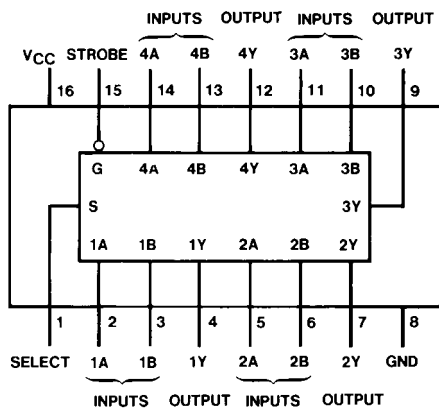 INPUTS OUTPUT INPUTS OUTPUT
VCC STROBE 4A 4B 4Y 3A 3B 3Y
16 15 14 13 12 11 10 9
G 4A 4B 4Y 3A 3B
S 3Y
1A 1B 1Y 2A 2B 2Y
1 2 3 4 5 6 7 8
SELECT 1A 1B 1Y 2A 2B 2Y GND
INPUTS OUTPUT INPUTS OUTPUT